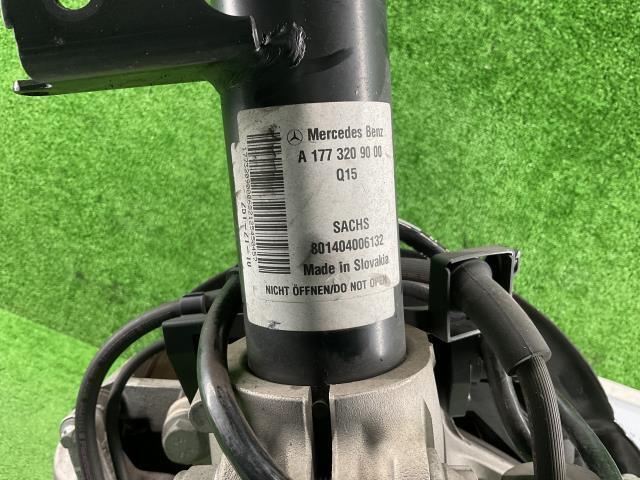 Mercedes Benz
A 177 320 90 00
Q15
SACHS
801404006132
Made in Slovakia
NICHT ÖFFNEN/DO NOT OPEN